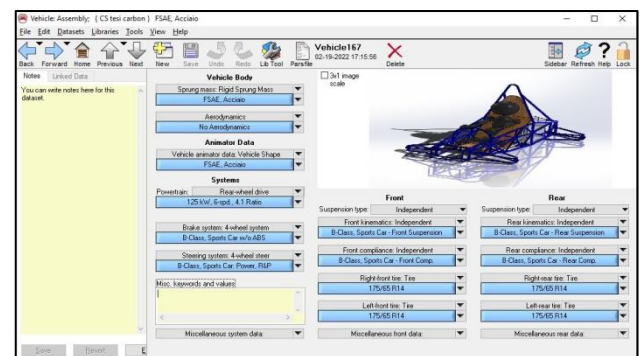 Vehicle: Assembly; { CS tesi carbon } FSAE, Acciaio
File Edit Datasets Libraries Tools View Help
Back Forward Home Previous Next New Save Undo Redo Lib Tool Parsfile
Vehicle167
02-19-2022 17:15:56
Delete
Sidebar Refresh Help Lock
Notes Linked Data
You can write notes here for this
dataset.
Vehicle Body
Sprung mass: Rigid Sprung Mass
FSAE, Acciaio
Aerodynamics
No Aerodynamics
Animator Data
Vehicle animator data: Vehicle Shape
FSAE, Acciaio
Systems
Powertrain: Rear-wheel drive
125 kW, 6-spd., 4.1 Ratio
Brake system: 4-wheel system
B-Class, Sports Car w/o ABS
Steering system: 4-wheel steer
B-Class, Sports Car: Power, R&P
Misc. keywords and values
Miscellaneous system data:
3x1 image
scale
Front
Suspension type: Independent
Front kinematics: Independent
B-Class, Sports Car - Front Suspension
Front compliance: Independent
B-Class, Sports Car - Front Comp.
Right-front tire: Tire
175/65 R14
Left-front tire: Tire
175/65 R14
Miscellaneous front data:
Rear
Suspension type: Independent
Rear kinematics: Independent
B-Class, Sports Car - Rear Suspension
Rear compliance: Independent
B-Class, Sports Car - Rear Comp.
Right-rear tire: Tire
175/65 R14
Left-rear tire: Tire
175/65 R14
Miscellaneous rear data:
Save Revert E